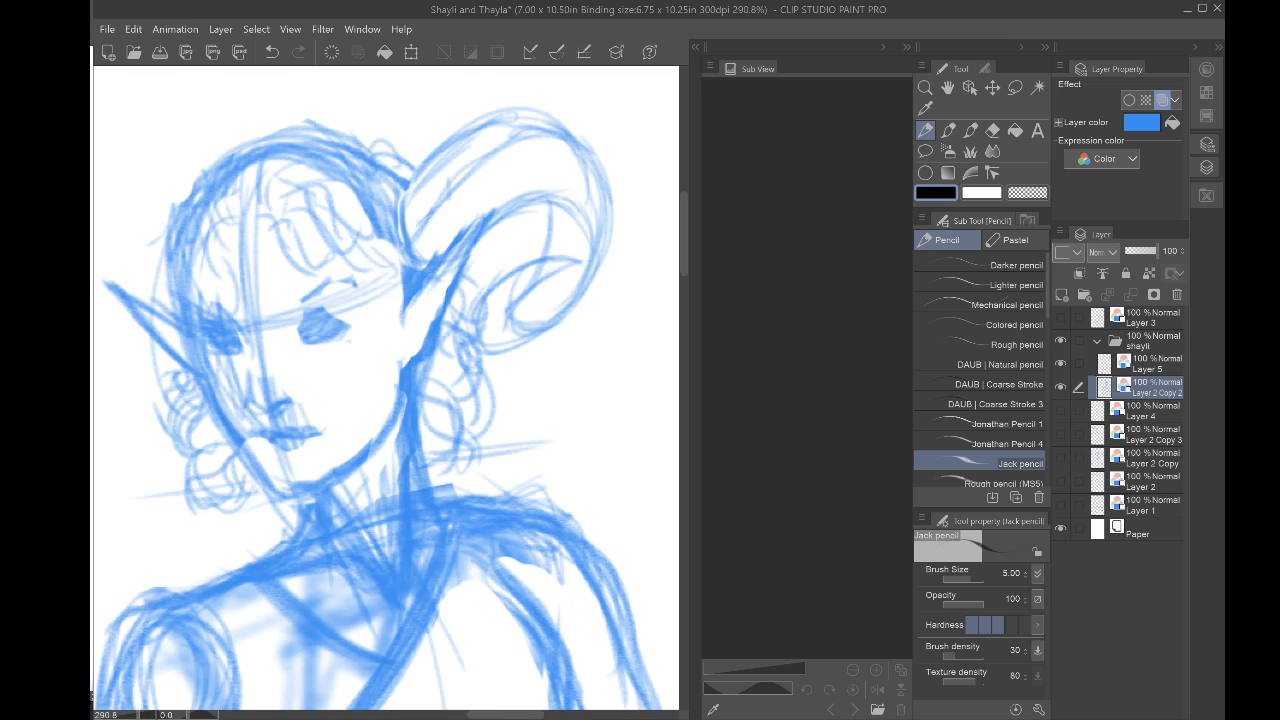 Shayli and Thayla* (7.00 x 10.50in Binding size:6.75 x 10.25in 300dpi 290.8%) - CLIP STUDIO PAINT PRO
File Edit Animation Layer Select View Filter Window Help
Sub View
Tool
Layer Property
Effect
Layer color
Expression color
Color
Sub Tool [Pencil]
Pencil Pastel
Darker pencil
Lighter pencil
Mechanical pencil
Colored pencil
Rough pencil
DAUB | Natural pencil
DAUB | Coarse Stroke
DAUB | Coarse Stroke 3
Jonathan Pencil 1
Jonathan Pencil 4
Jack pencil
Rough pencil (MS5)
Tool property [Jack pencil]
Jack pencil
Brush Size 5.00
Opacity 100
Hardness
Brush density 30
Texture density 80
Layer
Norm 100
100 %Normal
Layer 3
100 %Normal
shayli
100 %Normal
Layer 5
100 %Normal
Layer 2 Copy 2
100 %Normal
Layer 4
100 %Normal
Layer 2 Copy 3
100 %Normal
Layer 2 Copy
100 %Normal
Layer 2
100 %Normal
Layer 1
Paper
290.8 0.0